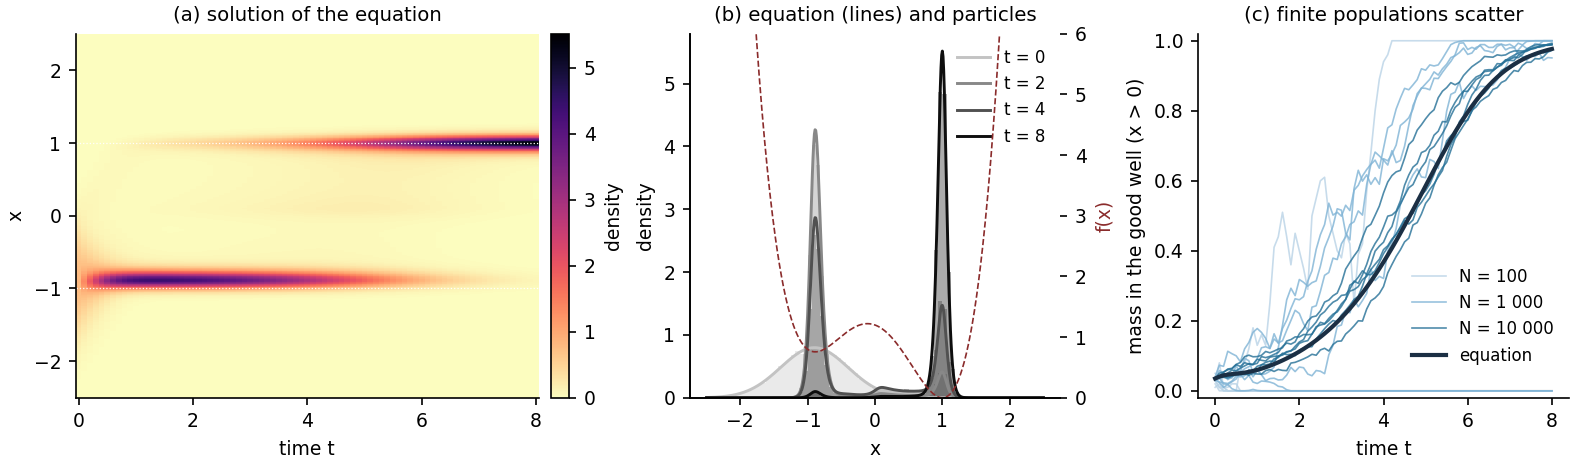 (a) solution of the equation
2
1
0
−1
−2
x
0
2
4
6
8
time t
5
4
3
2
1
0
density
(b) equation (lines) and particles
5
4
3
2
1
0
density
−2
−1
0
1
2
x
6
5
4
3
2
1
0
f(x)
t = 0
t = 2
t = 4
t = 8
(c) finite populations scatter
1.0
0.8
0.6
0.4
0.2
0.0
mass in the good well (x > 0)
0
2
4
6
8
time t
N = 100
N = 1 000
N = 10 000
equation